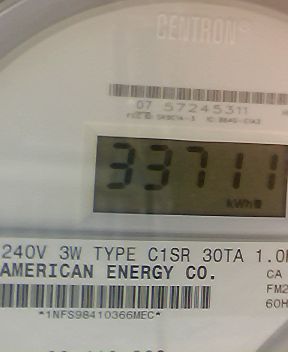 CENTRON®
07 57245311
33711
kWh
240V 3W TYPE C1SR 30TA 1.0
AMERICAN ENERGY CO.
CA
FM2
60H
*1NFS98410366MEC*